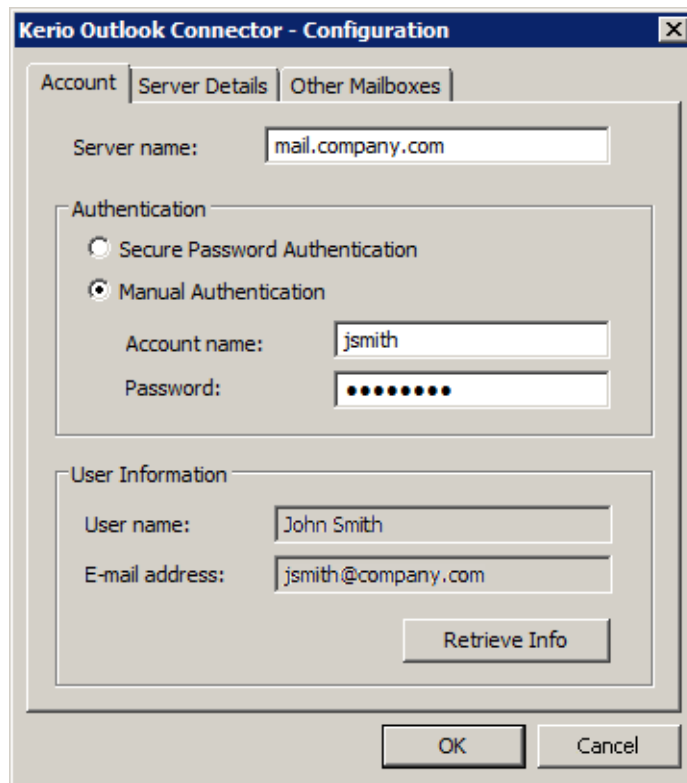 Kerio Outlook Connector - Configuration
Account Server Details Other Mailboxes
Server name: mail.company.com
Authentication
Secure Password Authentication
Manual Authentication
Account name: jsmith
Password: ●●●●●●●●
User Information
User name: John Smith
E-mail address: jsmith@company.com
Retrieve Info
OK Cancel